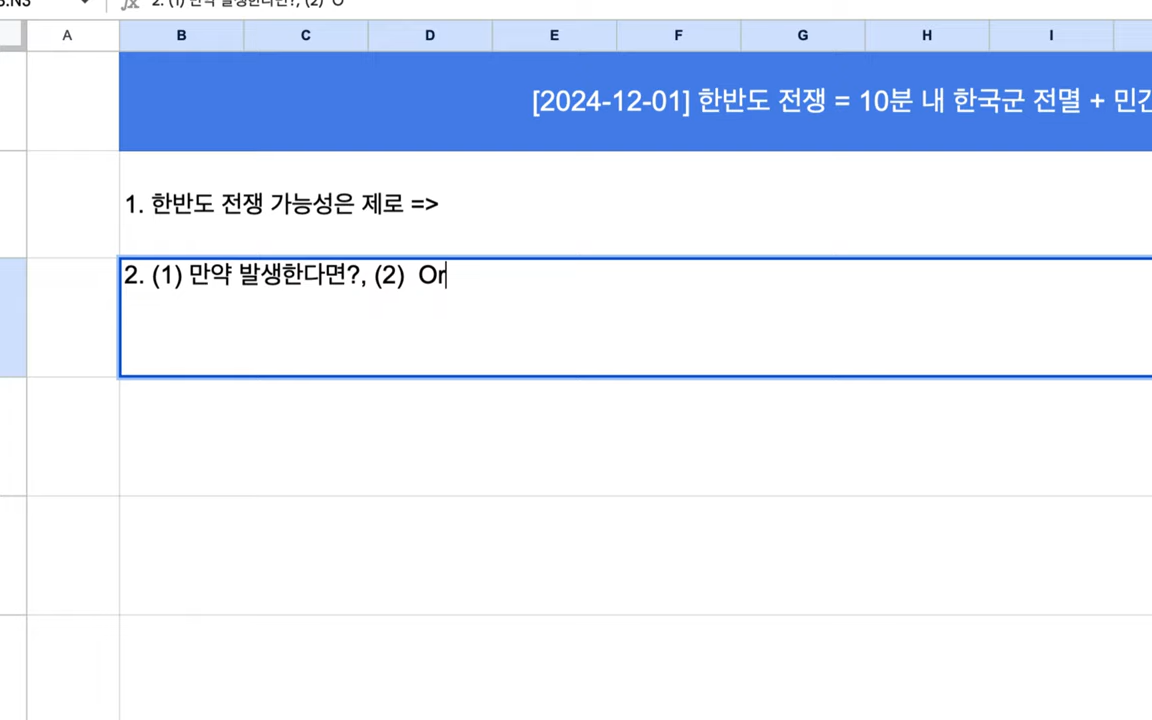 2. (1) 만약 발생한다면?, (2) O
A B C D E F G H I
[2024-12-01] 한반도 전쟁 = 10분 내 한국군 전멸 + 민간
1. 한반도 전쟁 가능성은 제로 =>
2. (1) 만약 발생한다면?, (2) Or